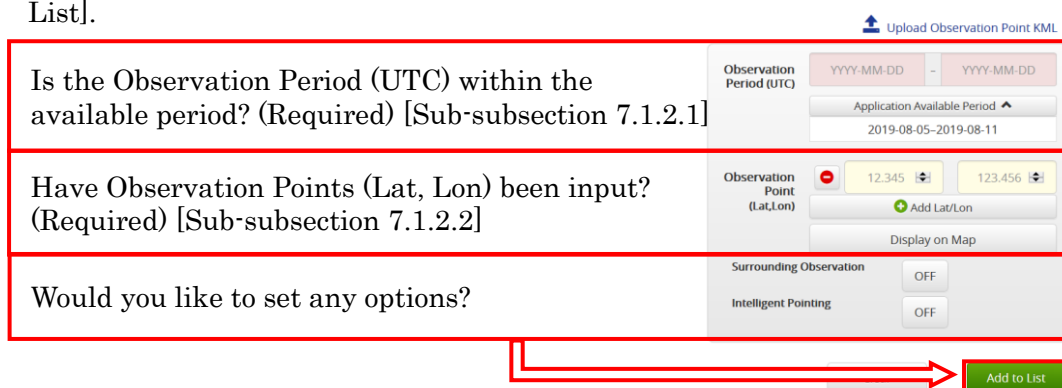 List].
Upload Observation Point KML
Is the Observation Period (UTC) within the
available period? (Required) [Sub-subsection 7.1.2.1]
Observation
Period (UTC)
YYYY-MM-DD – YYYY-MM-DD
Application Available Period
2019-08-05–2019-08-11
Have Observation Points (Lat, Lon) been input?
(Required) [Sub-subsection 7.1.2.2]
Observation
Point
(Lat,Lon)
12.345 123.456
Add Lat/Lon
Display on Map
Would you like to set any options?
Surrounding Observation OFF
Intelligent Pointing OFF
Add to List